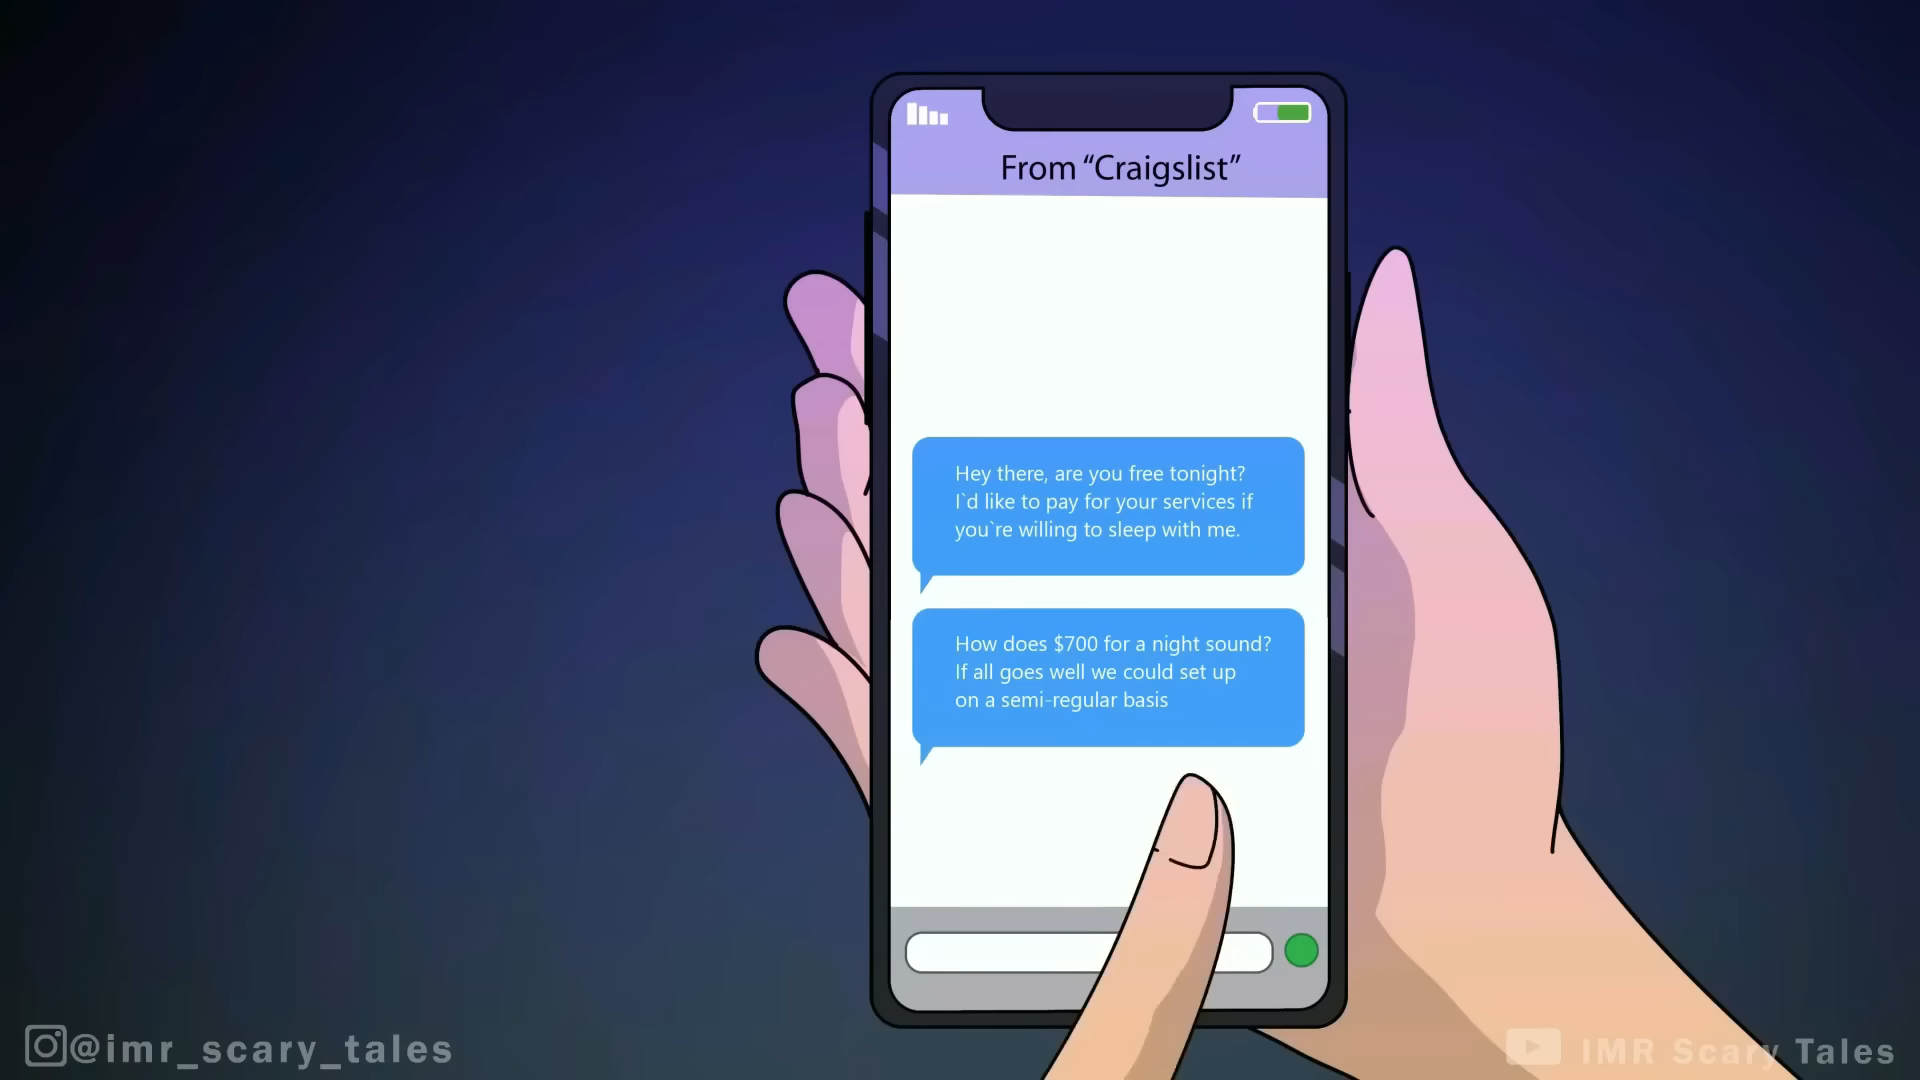 From “Craigslist”
Hey there, are you free tonight?
I`d like to pay for your services if
you`re willing to sleep with me.
How does $700 for a night sound?
If all goes well we could set up
on a semi-regular basis
@imr_scary_tales
IMR Scary Tales